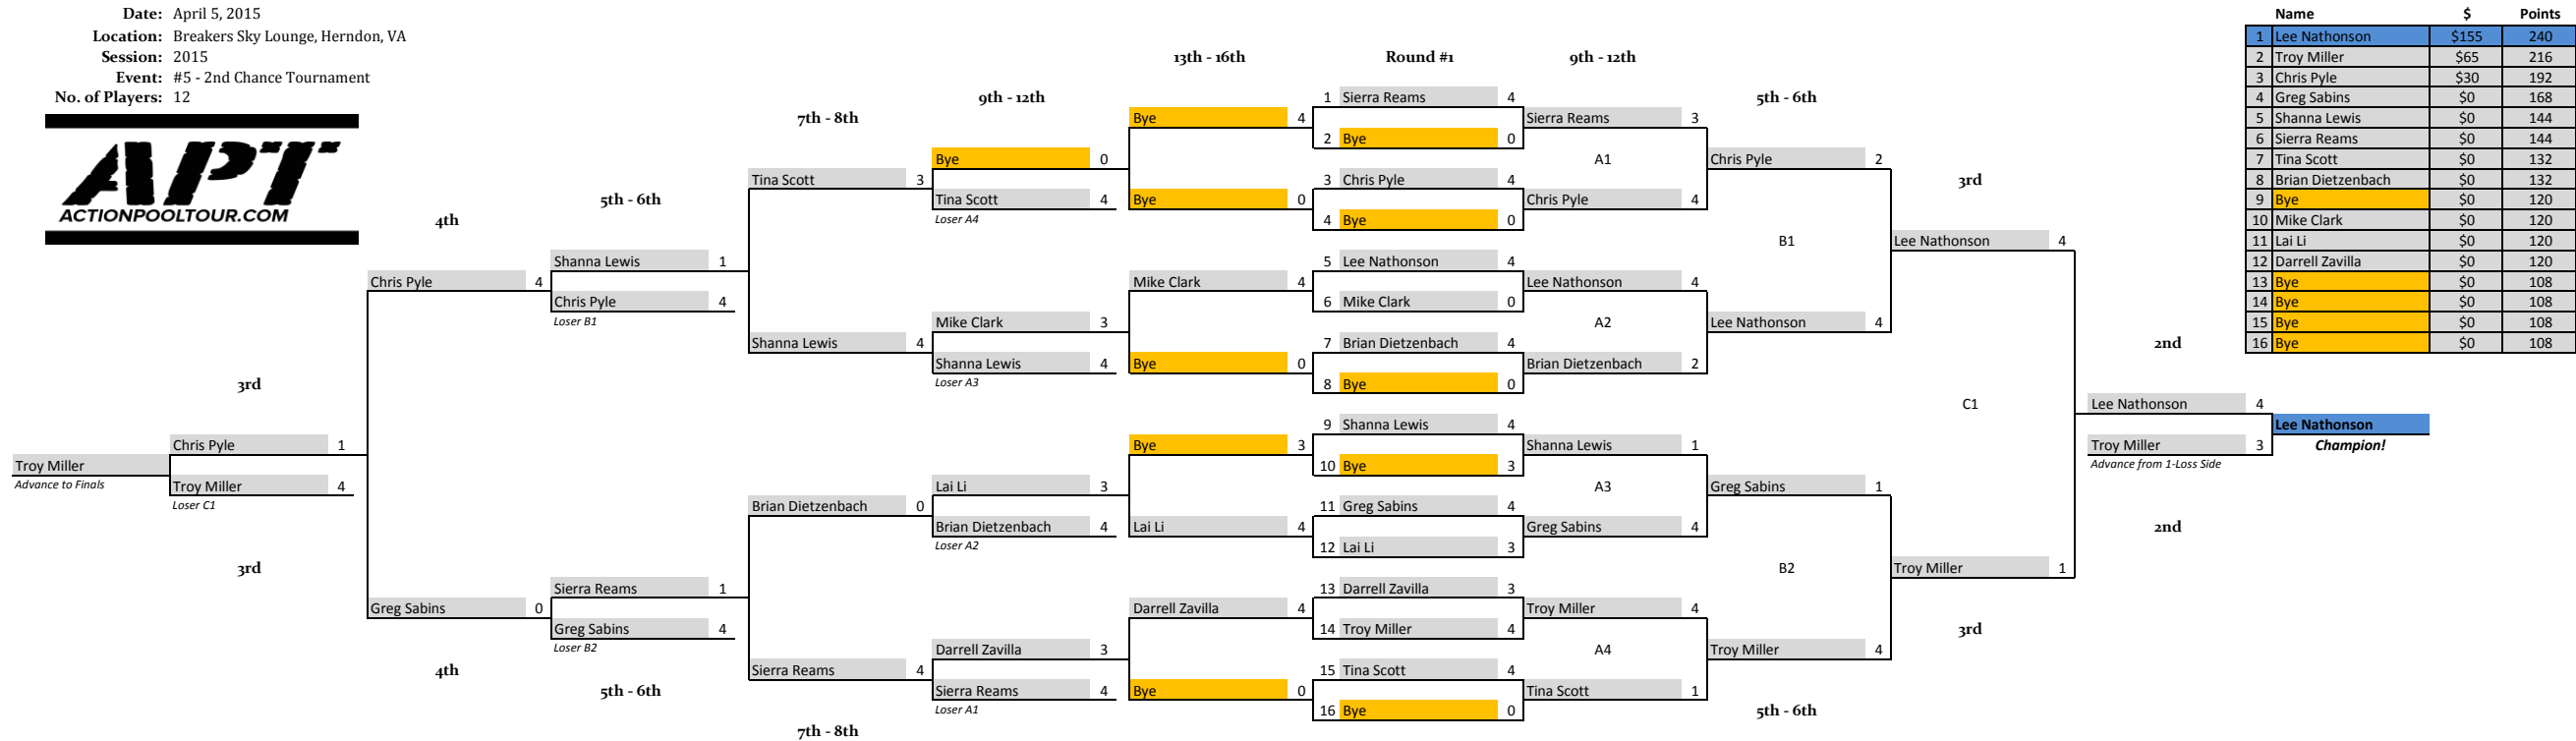 Date: April 5, 2015
Location: Breakers Sky Lounge, Herndon, VA
Session: 2015
Event: #5 - 2nd Chance Tournament
No. of Players: 12
APT
ACTIONPOOLTOUR.COM
3rd
Troy Miller
Advance to Finals
Chris Pyle 1
Troy Miller 4
Loser C1
3rd
4th
Chris Pyle 4
Greg Sabins 0
4th
5th - 6th
Shanna Lewis 1
Chris Pyle 4
Loser B1
Sierra Reams 1
Greg Sabins 4
Loser B2
5th - 6th
7th - 8th
Tina Scott 3
Shanna Lewis 4
Brian Dietzenbach 0
Sierra Reams 4
7th - 8th
9th - 12th
Bye 0
Tina Scott 4
Loser A4
Mike Clark 3
Shanna Lewis 4
Loser A3
Lai Li 3
Brian Dietzenbach 4
Loser A2
Darrell Zavilla 3
Sierra Reams 4
Loser A1
13th - 16th
Bye 4
Bye 0
Mike Clark 4
Bye 0
Bye 3
Lai Li 4
Darrell Zavilla 4
Bye 0
Round #1
1 Sierra Reams 4
2 Bye 0
3 Chris Pyle 4
4 Bye 0
5 Lee Nathonson 4
6 Mike Clark 0
7 Brian Dietzenbach 4
8 Bye 0
9 Shanna Lewis 4
10 Bye 3
11 Greg Sabins 4
12 Lai Li 3
13 Darrell Zavilla 3
14 Troy Miller 4
15 Tina Scott 4
16 Bye 0
9th - 12th
Sierra Reams 3
A1
Chris Pyle 4
Lee Nathonson 4
A2
Brian Dietzenbach 2
Shanna Lewis 1
A3
Greg Sabins 4
Troy Miller 4
A4
Tina Scott 1
5th - 6th
Chris Pyle 2
B1
Lee Nathonson 4
Greg Sabins 1
B2
Troy Miller 4
5th - 6th
3rd
Lee Nathonson 4
C1
Troy Miller 1
3rd
2nd
Lee Nathonson 4
Troy Miller 3
Advance from 1-Loss Side
2nd
Lee Nathonson
Champion!
Name $ Points
1 Lee Nathonson $155 240
2 Troy Miller $65 216
3 Chris Pyle $30 192
4 Greg Sabins $0 168
5 Shanna Lewis $0 144
6 Sierra Reams $0 144
7 Tina Scott $0 132
8 Brian Dietzenbach $0 132
9 Bye $0 120
10 Mike Clark $0 120
11 Lai Li $0 120
12 Darrell Zavilla $0 120
13 Bye $0 108
14 Bye $0 108
15 Bye $0 108
16 Bye $0 108